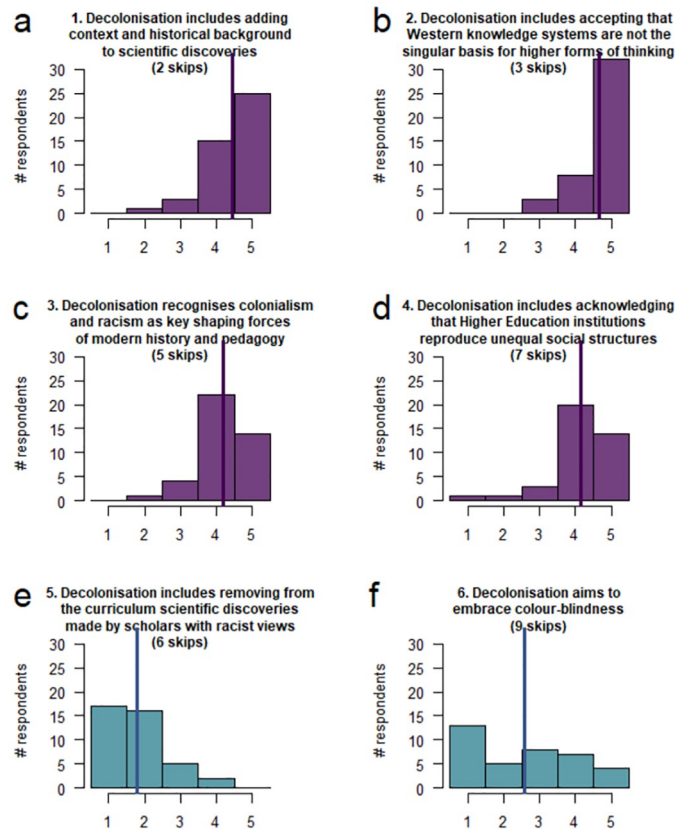 a
1. Decolonisation includes adding
context and historical background
to scientific discoveries
(2 skips)
# respondents
30
25
20
15
10
5
0
1 2 3 4 5
b
2. Decolonisation includes accepting that
Western knowledge systems are not the
singular basis for higher forms of thinking
(3 skips)
# respondents
30
25
20
15
10
5
0
1 2 3 4 5
c
3. Decolonisation recognises colonialism
and racism as key shaping forces
of modern history and pedagogy
(5 skips)
# respondents
30
25
20
15
10
5
0
1 2 3 4 5
d
4. Decolonisation includes acknowledging
that Higher Education institutions
reproduce unequal social structures
(7 skips)
# respondents
30
25
20
15
10
5
0
1 2 3 4 5
e
5. Decolonisation includes removing from
the curriculum scientific discoveries
made by scholars with racist views
(6 skips)
# respondents
30
25
20
15
10
5
0
1 2 3 4 5
f
6. Decolonisation aims to
embrace colour-blindness
(9 skips)
# respondents
30
25
20
15
10
5
0
1 2 3 4 5